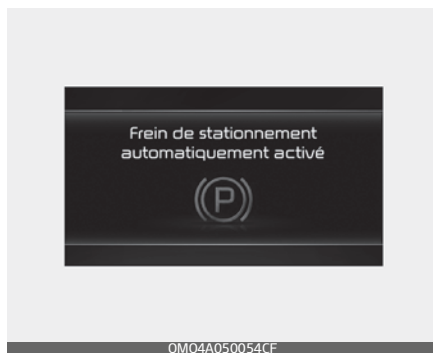 Frein de stationnement
automatiquement activé
P
OMO4A050054CF